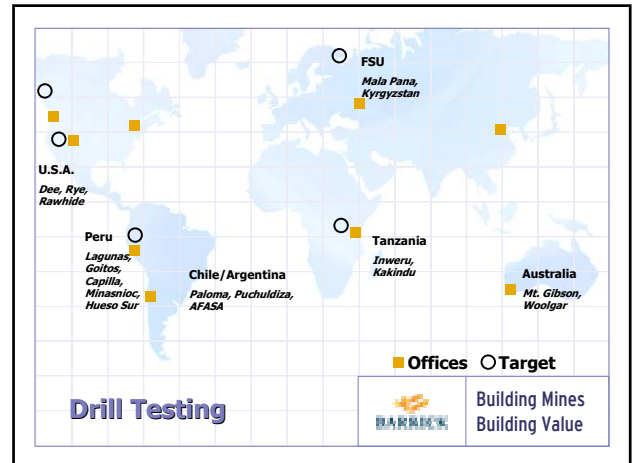 FSU
Mala Pana,
Kyrgyzstan
U.S.A.
Dee, Rye,
Rawhide
Peru
Lagunas,
Goitos,
Capilla,
Minasnioc,
Hueso Sur
Chile/Argentina
Paloma, Puchuldiza,
AFASA
Tanzania
Inweru,
Kakindu
Australia
Mt. Gibson,
Woolgar
Offices Target
Drill Testing
BARRICK
Building Mines
Building Value